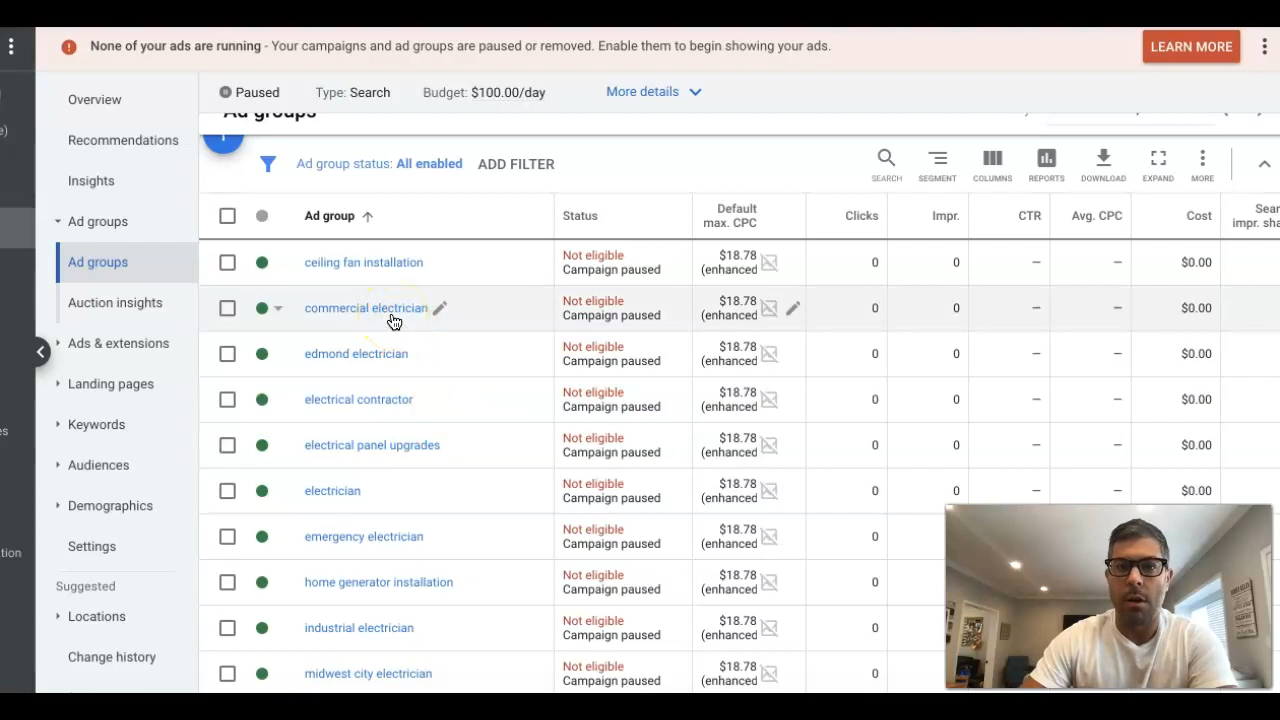 None of your ads are running - Your campaigns and ad groups are paused or removed. Enable them to begin showing your ads.
LEARN MORE
Paused
Type: Search
Budget: $100.00/day
More details
Overview
Recommendations
Insights
Ad groups
Ad groups
Auction insights
Ads & extensions
Landing pages
Keywords
Audiences
Demographics
Settings
Suggested
Locations
Change history
e)
es
tion
Ad groups
Ad group status: All enabled
ADD FILTER
SEARCH
SEGMENT
COLUMNS
REPORTS
DOWNLOAD
EXPAND
MORE
Ad group
Status
Default
max. CPC
Clicks
Impr.
CTR
Avg. CPC
Cost
Sear
impr. sha
ceiling fan installation
Not eligible
Campaign paused
$18.78
(enhanced
0
0
–
–
$0.00
commercial electrician
Not eligible
Campaign paused
$18.78
(enhanced
0
0
–
–
$0.00
edmond electrician
Not eligible
Campaign paused
$18.78
(enhanced
0
0
–
–
$0.00
electrical contractor
Not eligible
Campaign paused
$18.78
(enhanced
0
0
–
–
$0.00
electrical panel upgrades
Not eligible
Campaign paused
$18.78
(enhanced
0
0
–
–
$0.00
electrician
Not eligible
Campaign paused
$18.78
(enhanced
0
0
–
–
$0.00
emergency electrician
Not eligible
Campaign paused
$18.78
(enhanced
0
home generator installation
Not eligible
Campaign paused
$18.78
(enhanced
0
industrial electrician
Not eligible
Campaign paused
$18.78
(enhanced
0
midwest city electrician
Not eligible
Campaign paused
$18.78
(enhanced
0